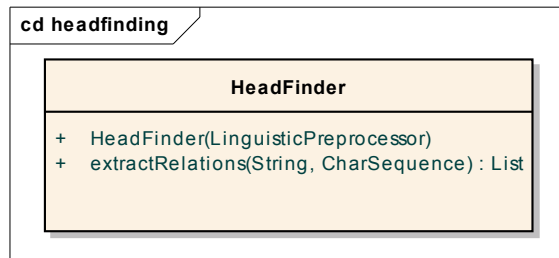 cd headfinding
HeadFinder
+ HeadFinder(LinguisticPreprocessor)
+ extractRelations(String, CharSequence) : List